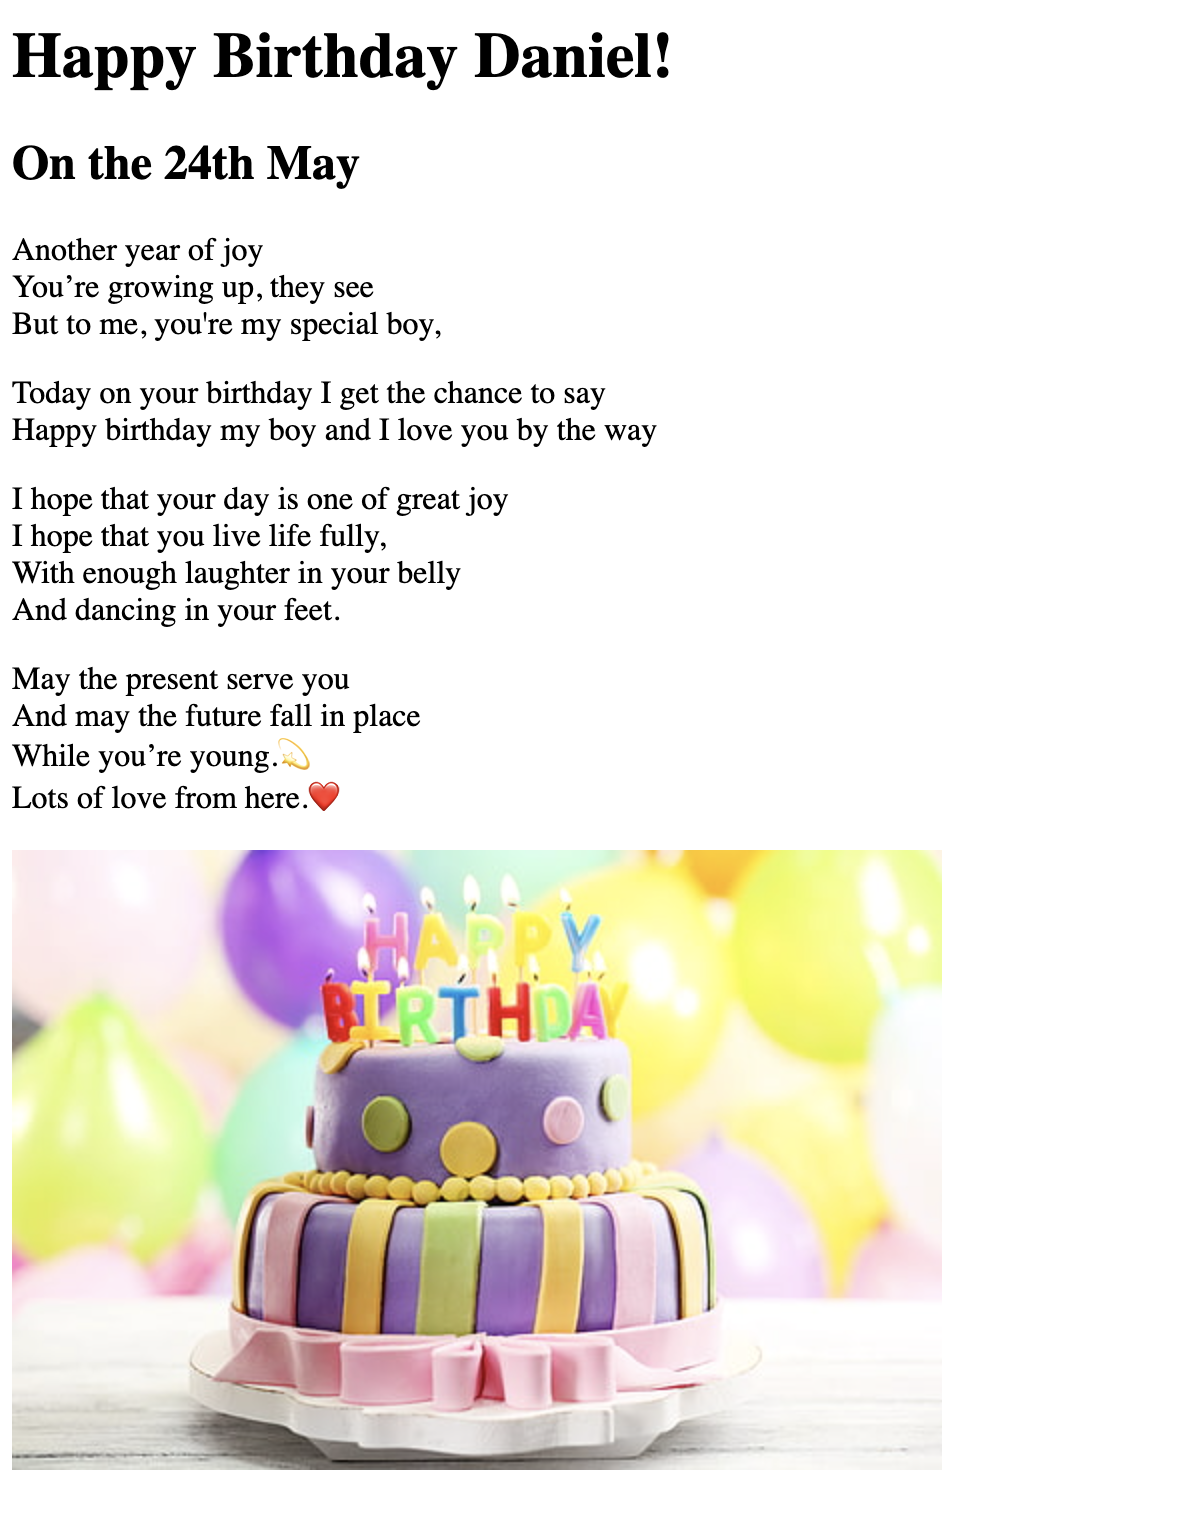 Happy Birthday Daniel!
On the 24th May
Another year of joy
You’re growing up, they see
But to me, you're my special boy,
Today on your birthday I get the chance to say
Happy birthday my boy and I love you by the way
I hope that your day is one of great joy
I hope that you live life fully,
With enough laughter in your belly
And dancing in your feet.
May the present serve you
And may the future fall in place
While you’re young.💫
Lots of love from here.❤️
HAPPY
BIRTHDAY